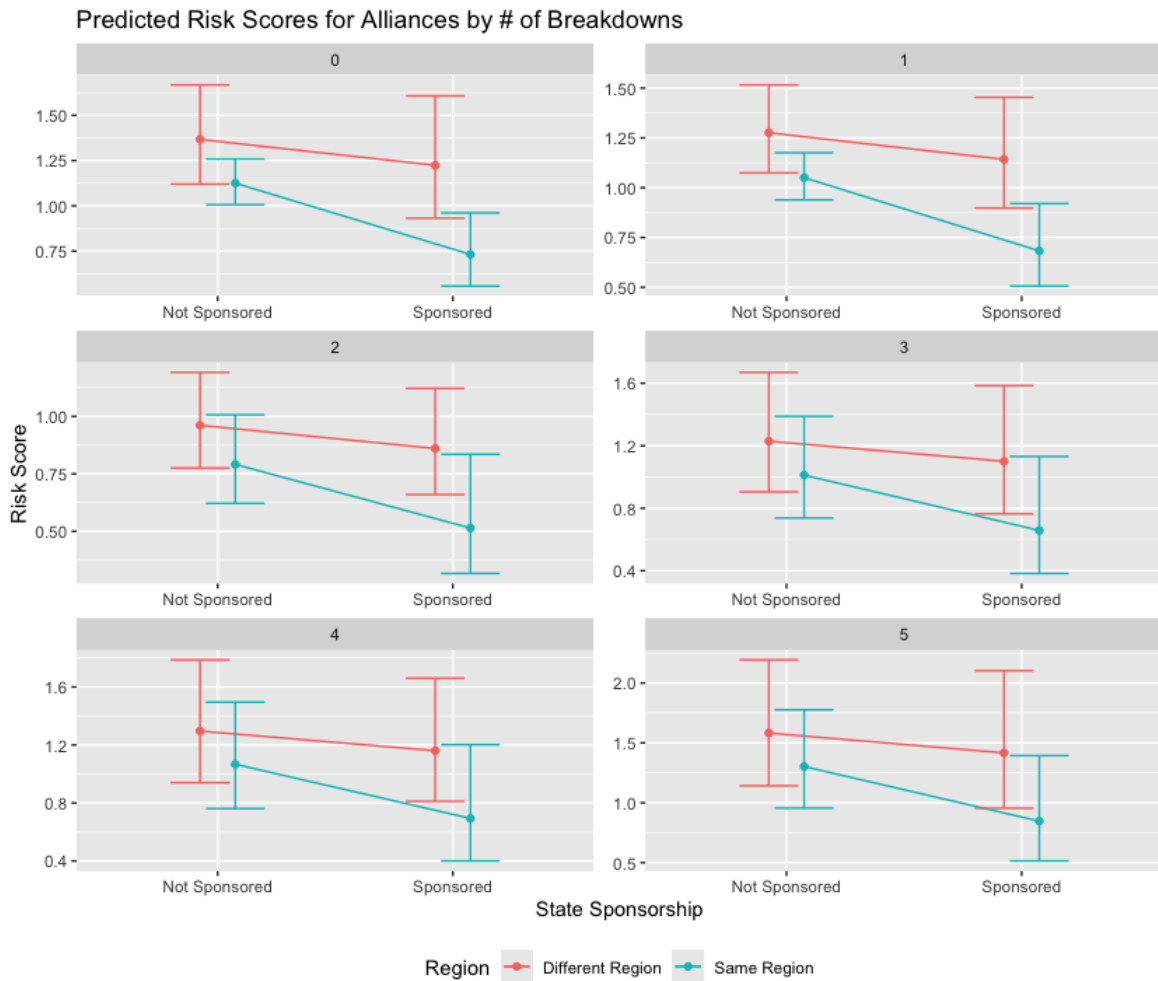 Predicted Risk Scores for Alliances by # of Breakdowns
0
1
1.50
1.25
1.00
0.75
1.50
1.25
1.00
0.75
0.50
Not Sponsored
Sponsored
Not Sponsored
Sponsored
2
3
1.00
0.75
0.50
1.6
1.2
0.8
0.4
Not Sponsored
Sponsored
Not Sponsored
Sponsored
4
5
1.6
1.2
0.8
0.4
2.0
1.5
1.0
0.5
Not Sponsored
Sponsored
Not Sponsored
Sponsored
Risk Score
State Sponsorship
Region Different Region Same Region